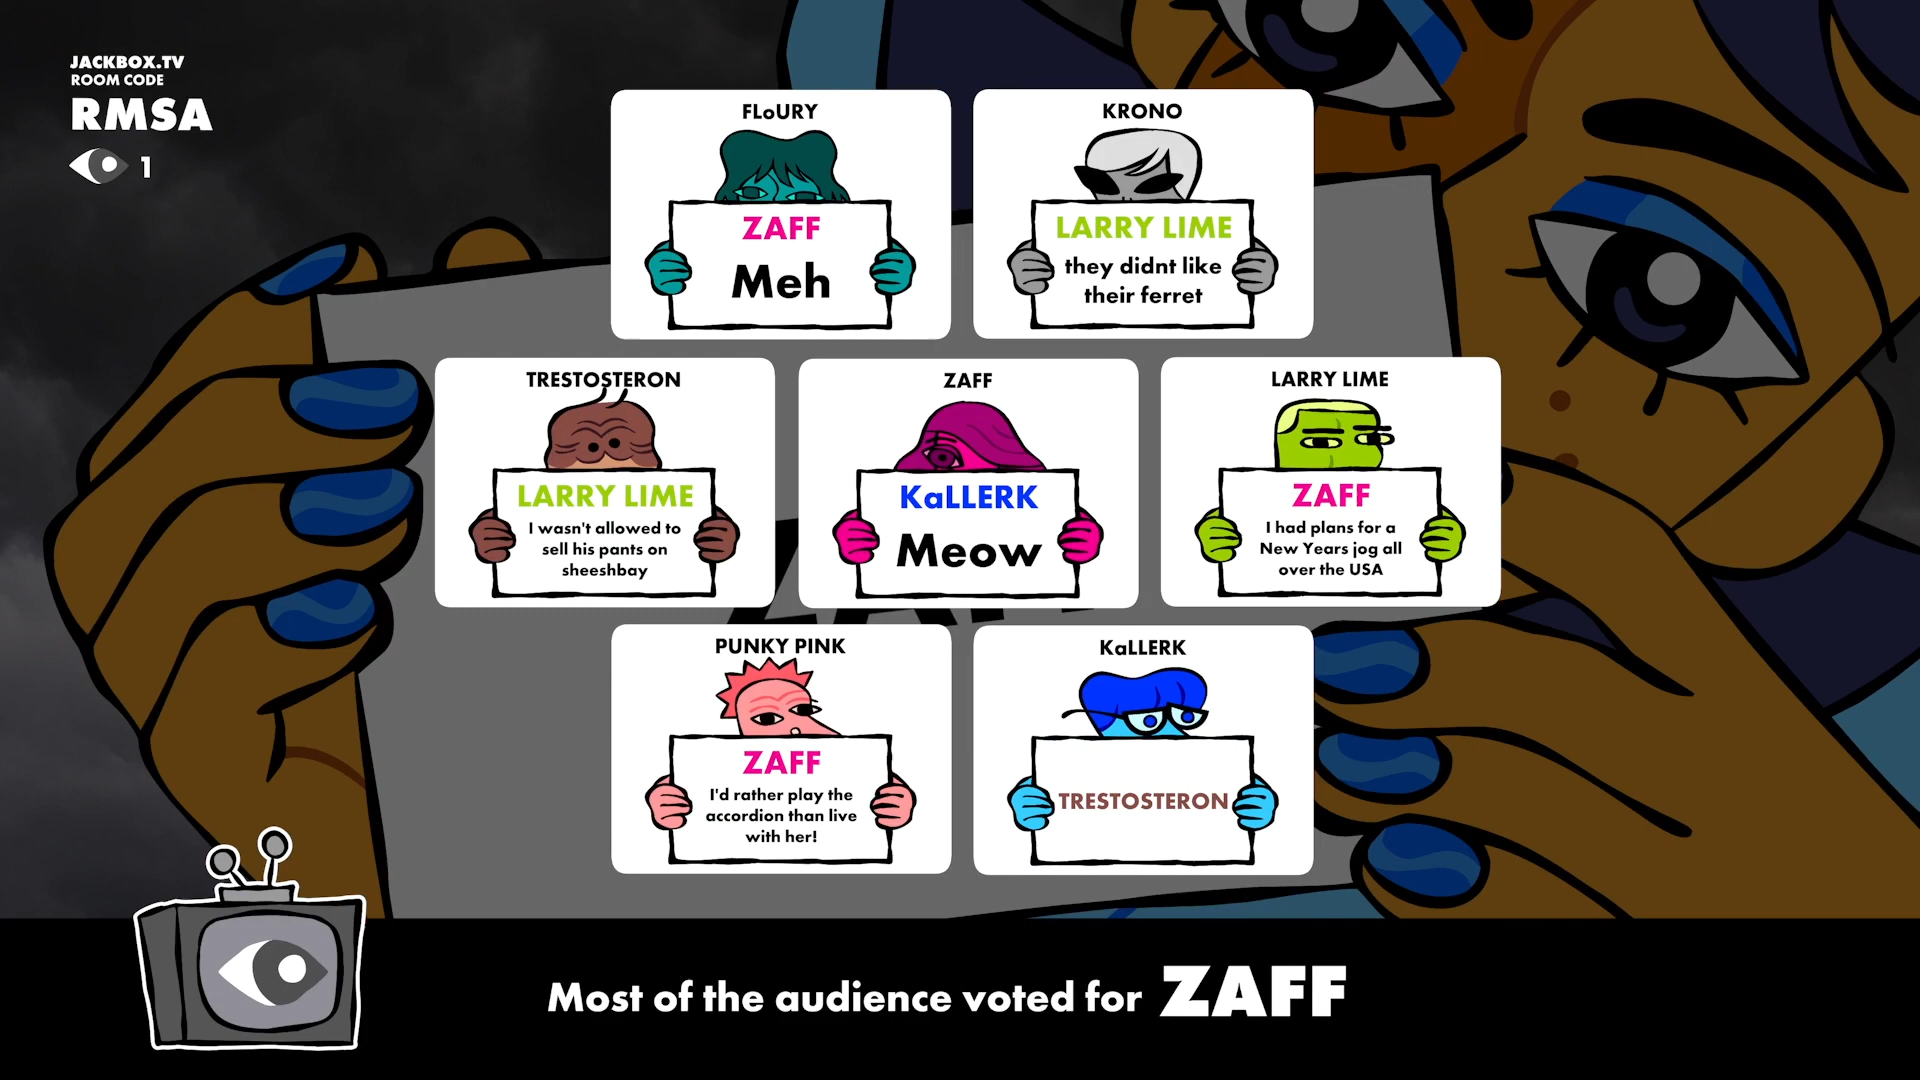 JACKBOX.TV
ROOM CODE
RMSA
1
FLoURY
ZAFF
Meh
KRONO
LARRY LIME
they didnt like
their ferret
TRESTOSTERON
LARRY LIME
I wasn't allowed to
sell his pants on
sheeshbay
ZAFF
KaLLERK
Meow
LARRY LIME
ZAFF
I had plans for a
New Years jog all
over the USA
PUNKY PINK
ZAFF
I'd rather play the
accordion than live
with her!
KaLLERK
TRESTOSTERON
Most of the audience voted for ZAFF